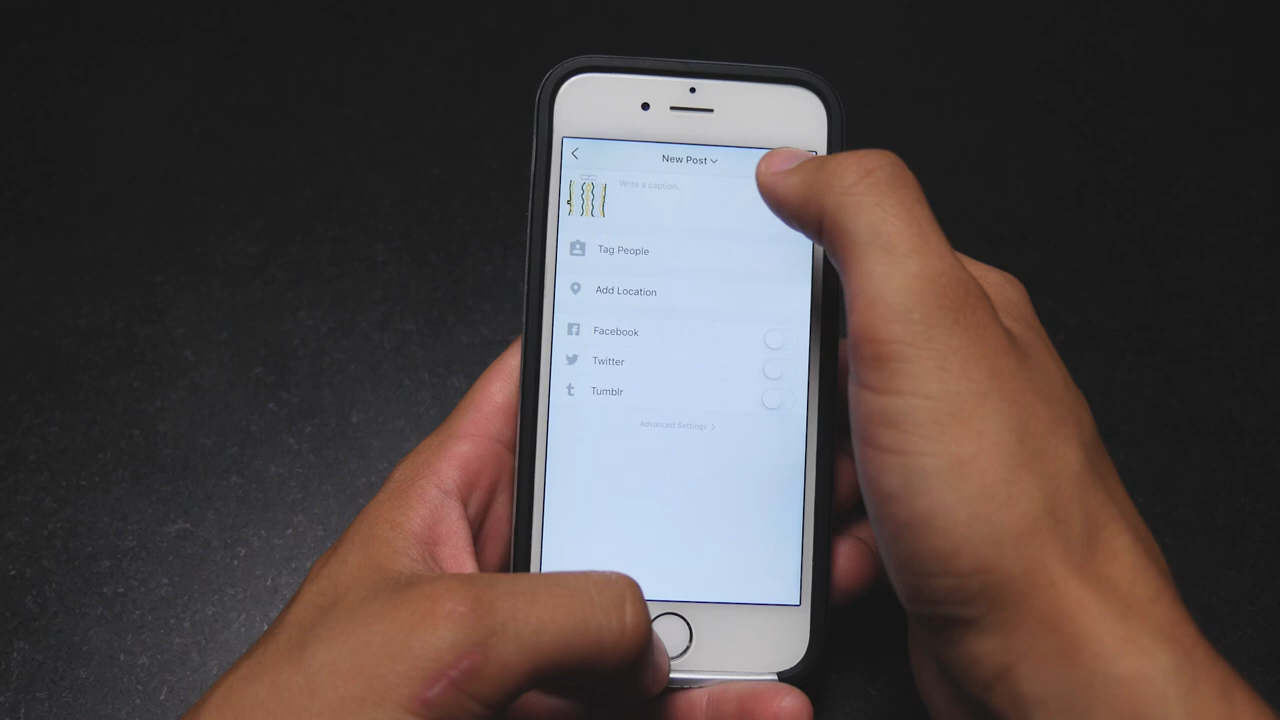 New Post
Write a caption...
Tag People
Add Location
Facebook
Twitter
Tumblr
Advanced Settings